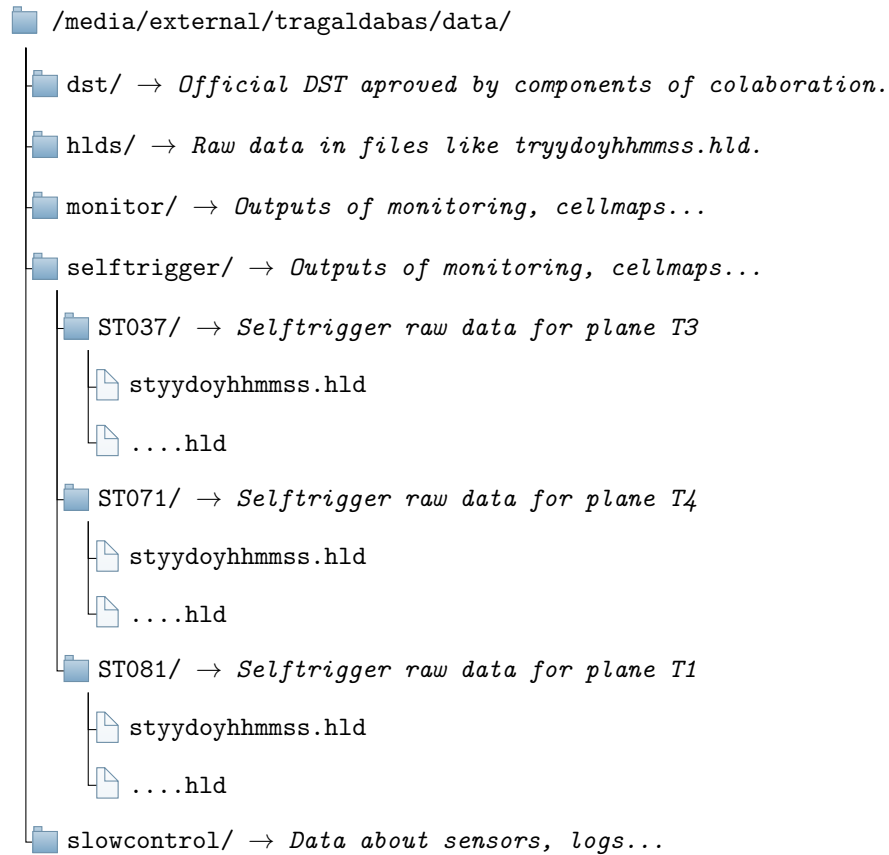 /media/external/tragaldabas/data/
dst/ → Official DST aproved by components of colaboration.
hlds/ → Raw data in files like tryydoyhhmmss.hld.
monitor/ → Outputs of monitoring, cellmaps...
selftrigger/ → Outputs of monitoring, cellmaps...
ST037/ → Selftrigger raw data for plane T3
styydoyhhmmss.hld
....hld
ST071/ → Selftrigger raw data for plane T4
styydoyhhmmss.hld
....hld
ST081/ → Selftrigger raw data for plane T1
styydoyhhmmss.hld
....hld
slowcontrol/ → Data about sensors, logs...